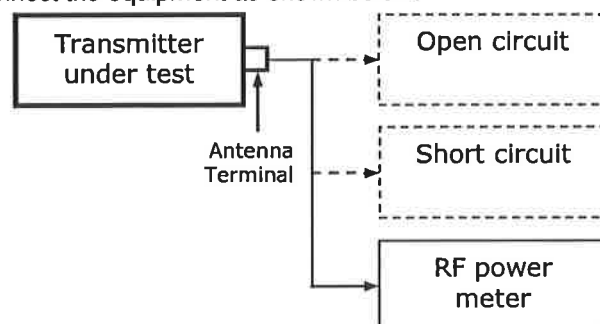 Transmitter
under test
Open circuit
Antenna
Terminal
Short circuit
RF power
meter